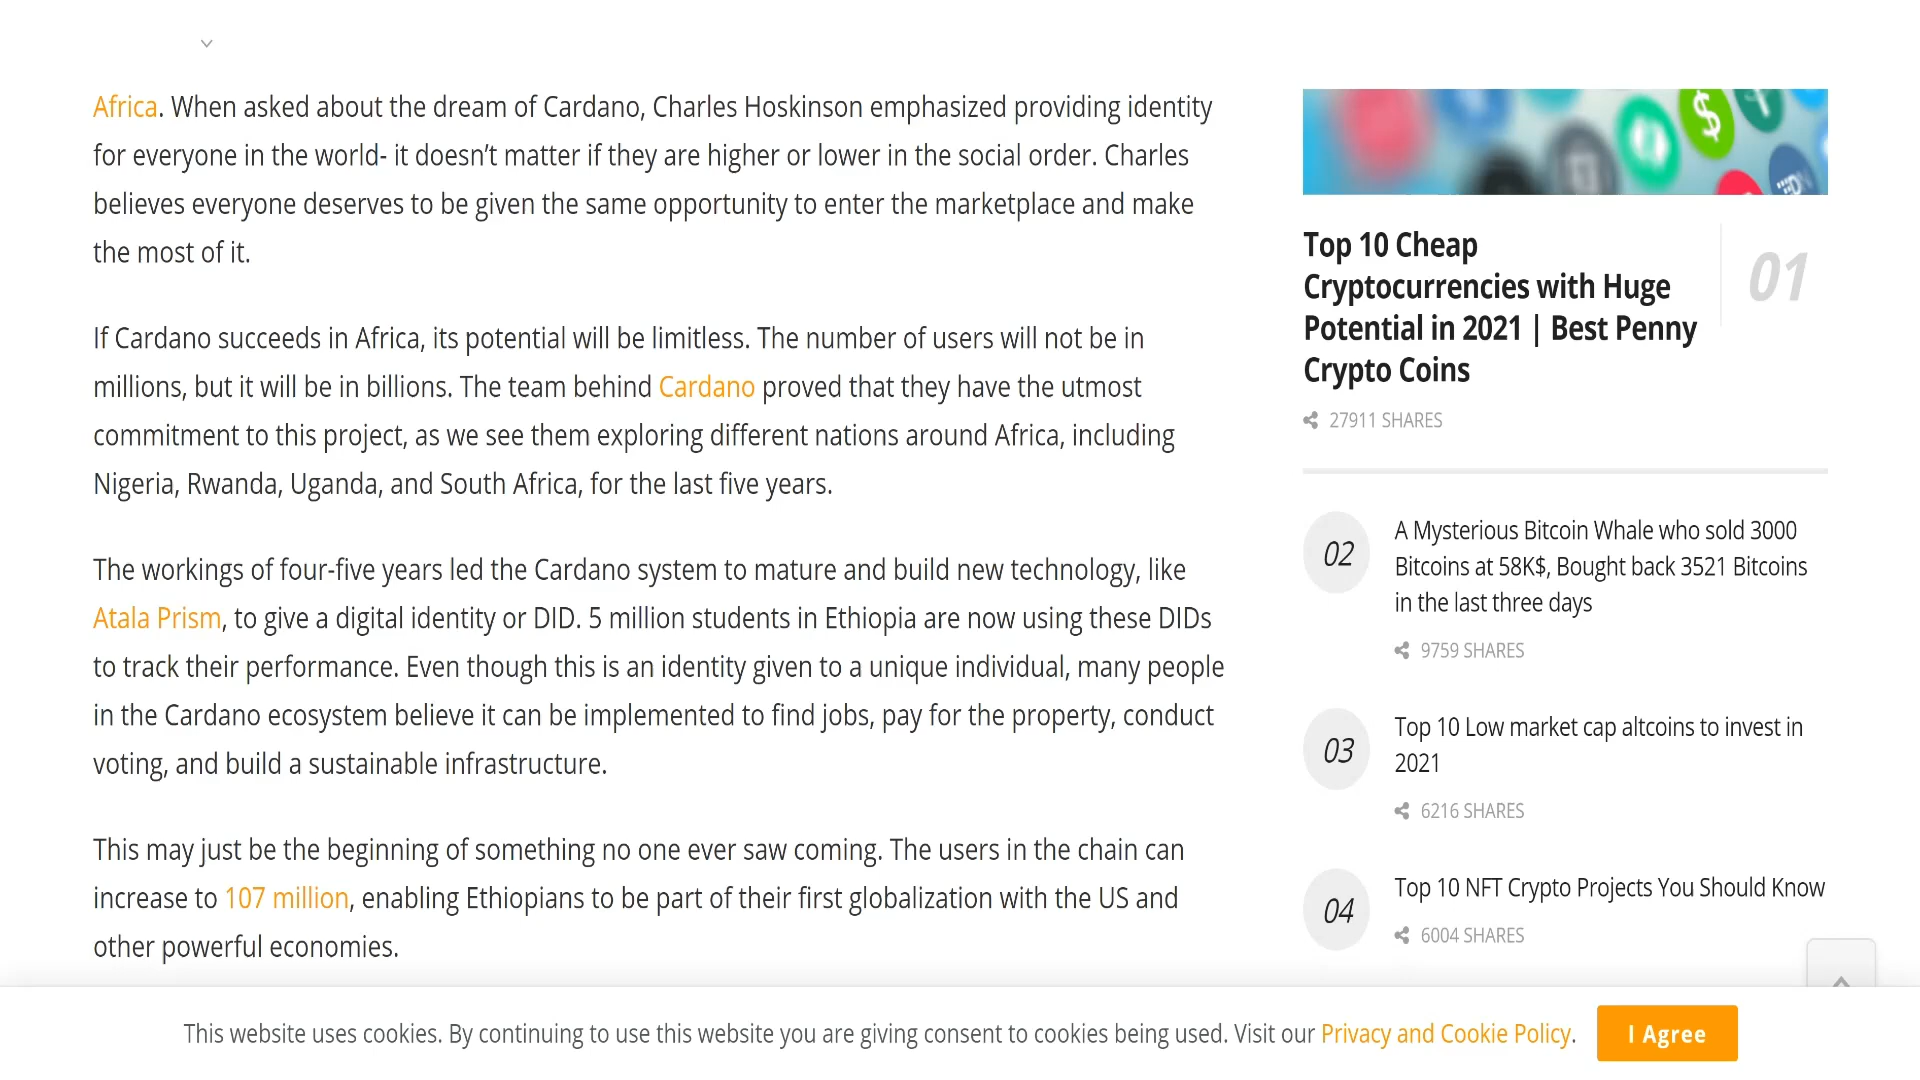 Africa. When asked about the dream of Cardano, Charles Hoskinson emphasized providing identity
for everyone in the world- it doesn’t matter if they are higher or lower in the social order. Charles
believes everyone deserves to be given the same opportunity to enter the marketplace and make
the most of it.
If Cardano succeeds in Africa, its potential will be limitless. The number of users will not be in
millions, but it will be in billions. The team behind Cardano proved that they have the utmost
commitment to this project, as we see them exploring different nations around Africa, including
Nigeria, Rwanda, Uganda, and South Africa, for the last five years.
The workings of four-five years led the Cardano system to mature and build new technology, like
Atala Prism, to give a digital identity or DID. 5 million students in Ethiopia are now using these DIDs
to track their performance. Even though this is an identity given to a unique individual, many people
in the Cardano ecosystem believe it can be implemented to find jobs, pay for the property, conduct
voting, and build a sustainable infrastructure.
This may just be the beginning of something no one ever saw coming. The users in the chain can
increase to 107 million, enabling Ethiopians to be part of their first globalization with the US and
other powerful economies.
Top 10 Cheap
Cryptocurrencies with Huge
Potential in 2021 | Best Penny
Crypto Coins
01
27911 SHARES
02
A Mysterious Bitcoin Whale who sold 3000
Bitcoins at 58K$, Bought back 3521 Bitcoins
in the last three days
9759 SHARES
03
Top 10 Low market cap altcoins to invest in
2021
6216 SHARES
04
Top 10 NFT Crypto Projects You Should Know
6004 SHARES
This website uses cookies. By continuing to use this website you are giving consent to cookies being used. Visit our Privacy and Cookie Policy.
I Agree